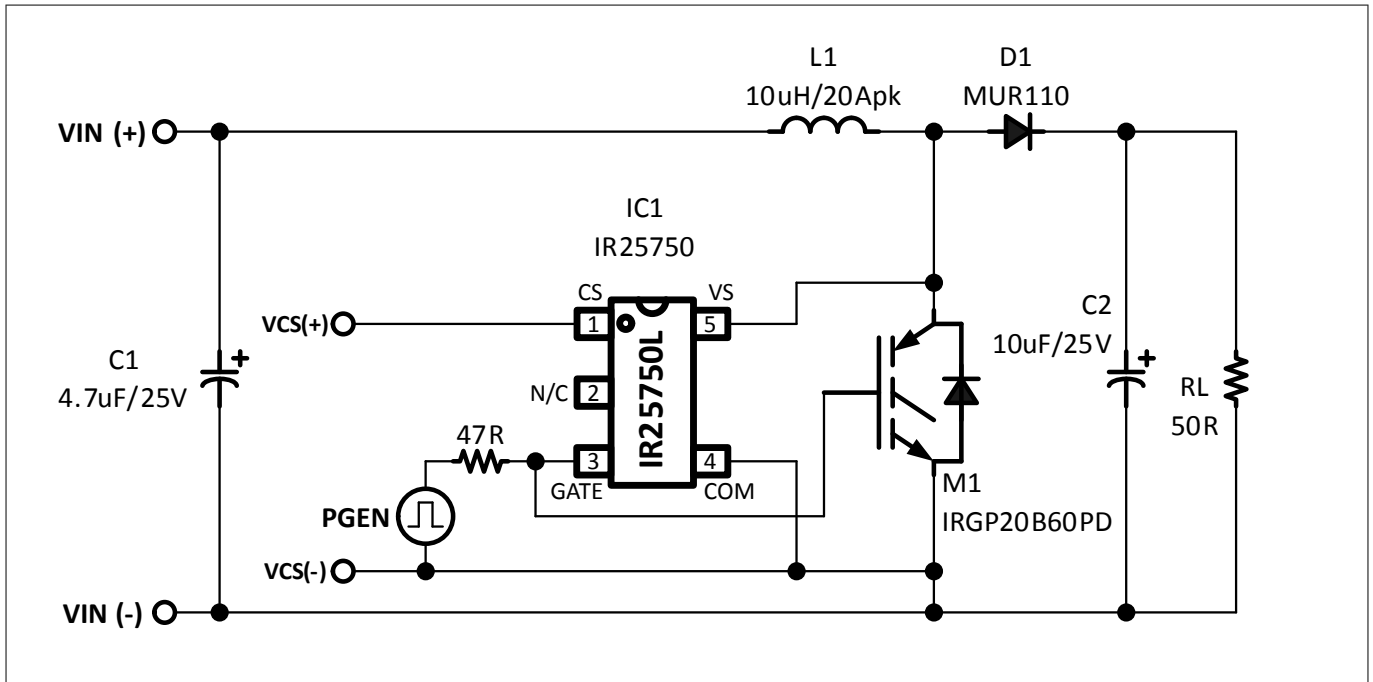 L1
10uH/20Apk
D1
MUR110
VIN (+)
IC1
IR25750
CS
VS
VCS(+)
1
5
C1
4.7uF/25V
N/C
2
IR25750L
C2
10uF/25V
RL
50R
47R
3
4
GATE
COM
PGEN
M1
IRGP20B60PD
VCS(-)
VIN (-)
+
+